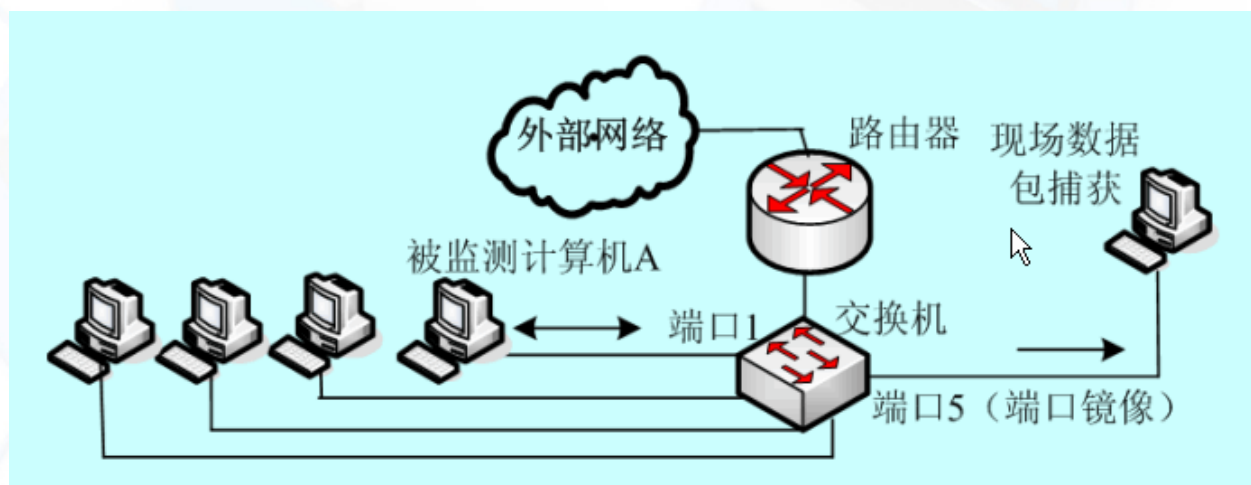 外部网络
路由器
现场数据
包捕获
被监测计算机A
端口1
交换机
端口5（端口镜像）